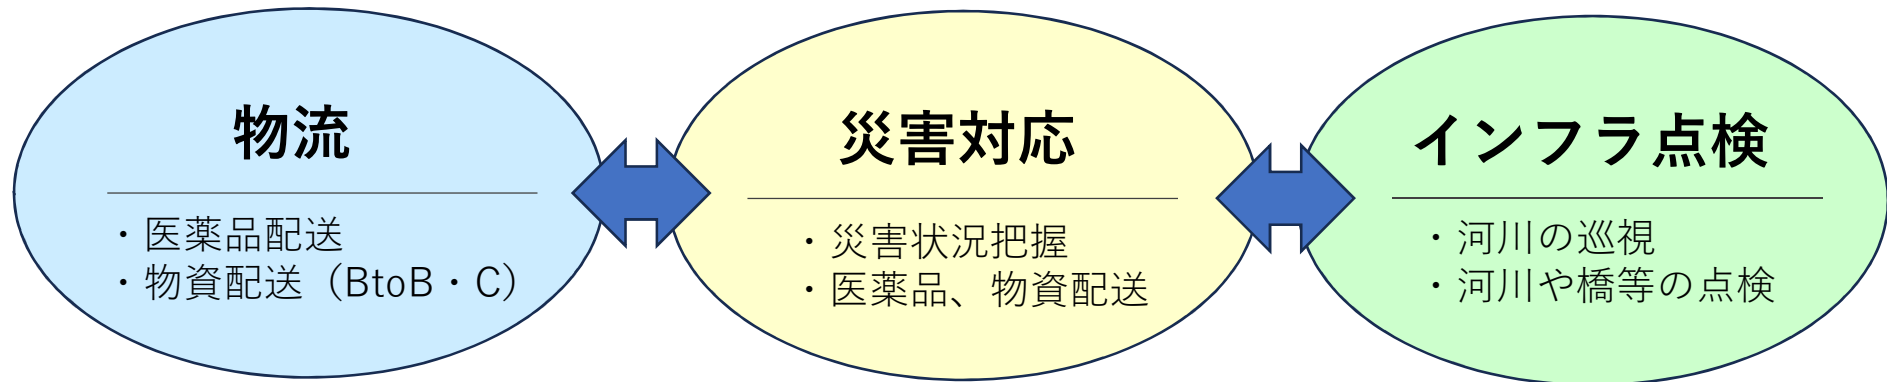 物流
・医薬品配送
・物資配送（BtoB・C）
災害対応
・災害状況把握
・医薬品、物資配送
インフラ点検
・河川の巡視
・河川や橋等の点検